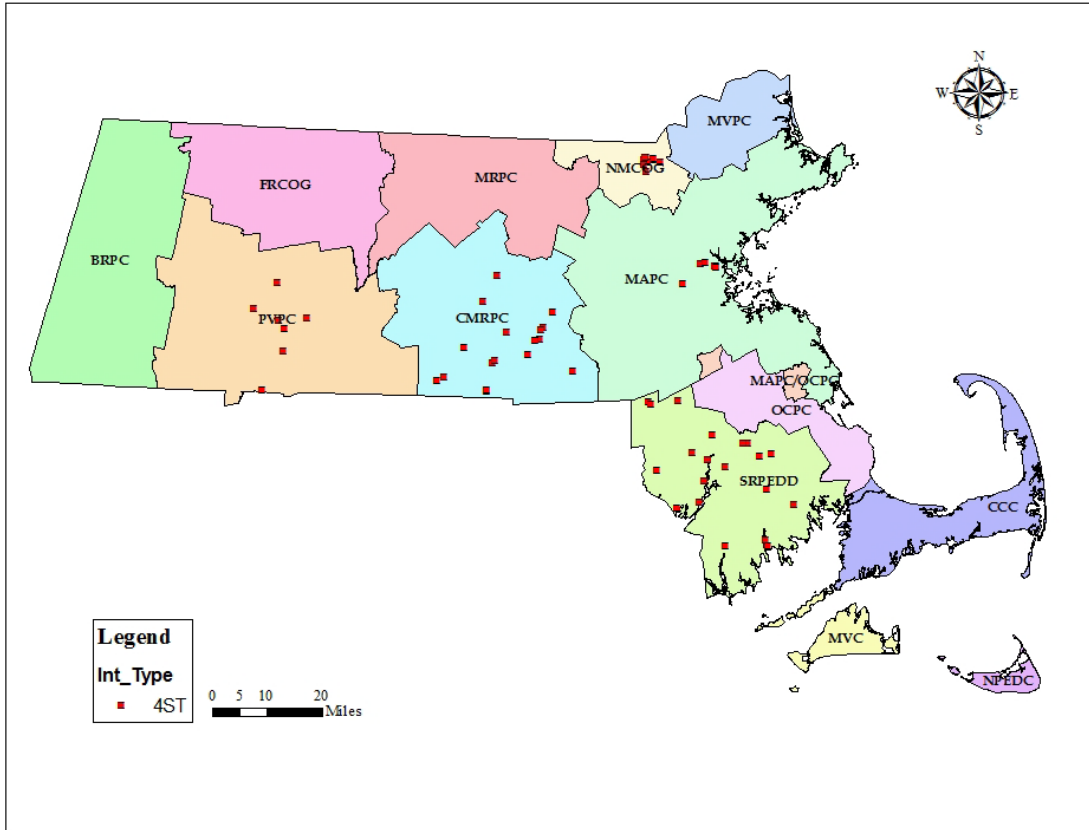 N
W E
S
MVPC
NMCOG
MRPC
FRCOG
BRPC
MAPC
PVPC
CMRPC
MAPC/OCPC
OCPC
SRPEDD
CCC
MVC
NPEDC
Legend
Int_Type
4ST
0 5 10 20
Miles